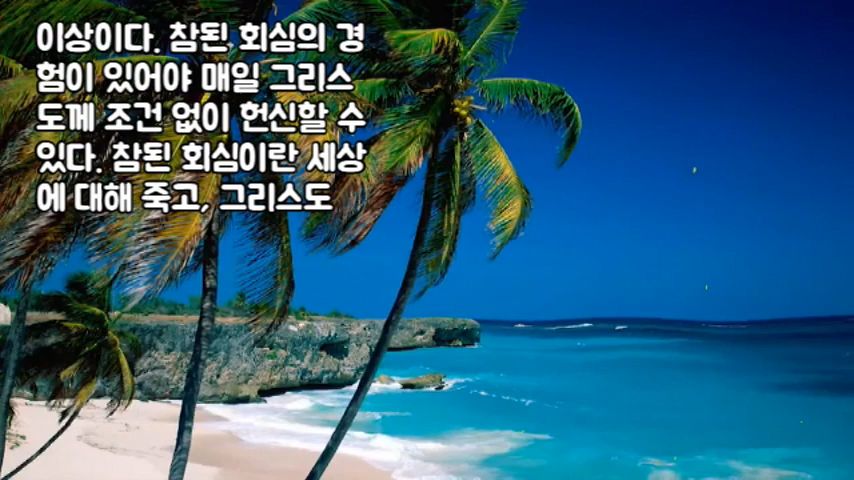 이상이다. 참된 회심의 경
험이 있어야 매일 그리스
도께 조건 없이 헌신할 수
있다. 참된 회심이란 세상
에 대해 죽고, 그리스도